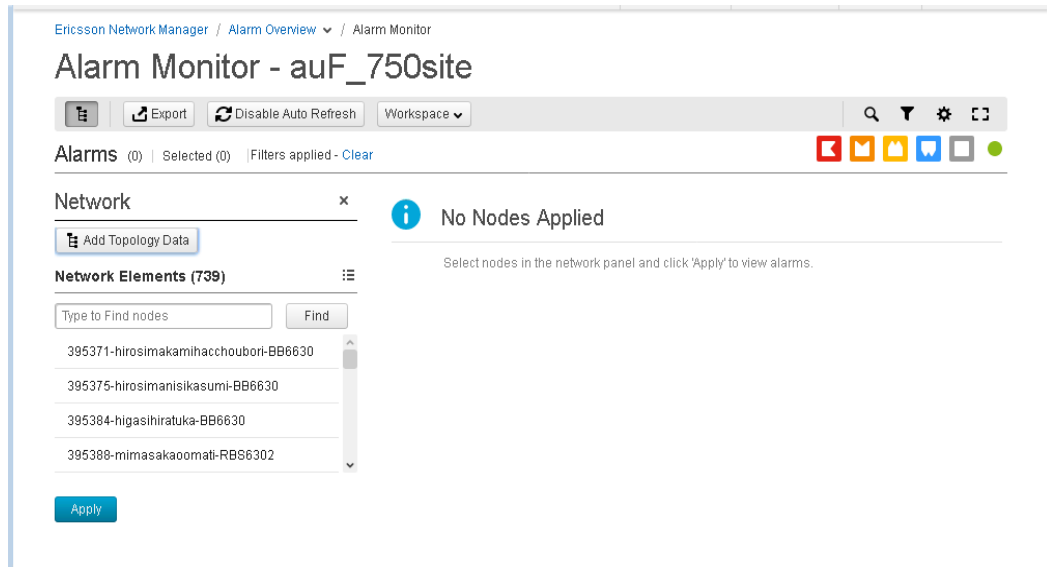 Ericsson Network Manager / Alarm Overview / Alarm Monitor
Alarm Monitor - auF_750site
Export Disable Auto Refresh Workspace
Alarms (0) | Selected (0) |Filters applied - Clear
Network ×
Add Topology Data
Network Elements (739)
Type to Find nodes Find
395371-hirosimakamihacchoubori-BB6630
395375-hirosimanisikasumi-BB6630
395384-higasihiratuka-BB6630
395388-mimasakaoomati-RBS6302
Apply
No Nodes Applied
Select nodes in the network panel and click 'Apply' to view alarms.